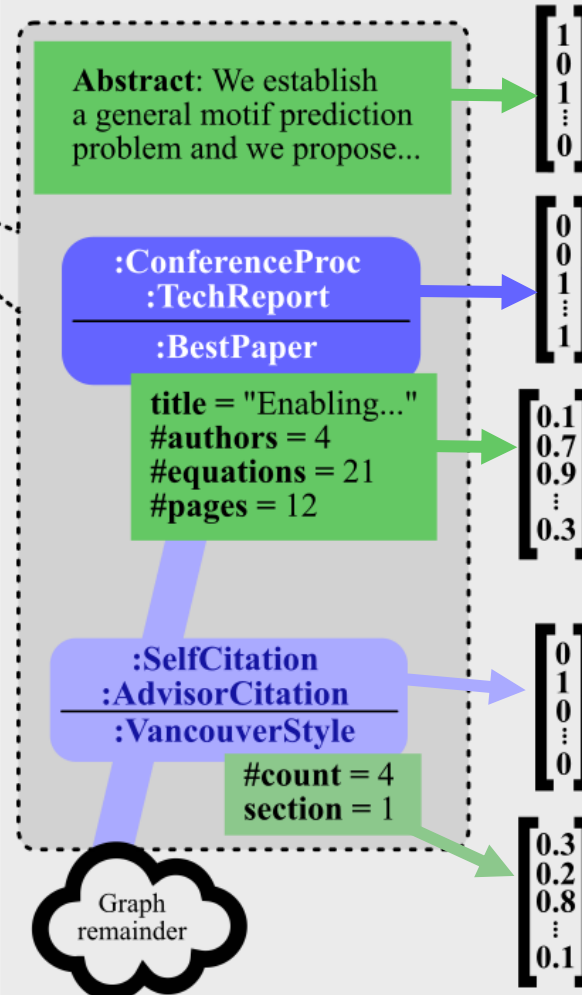 Abstract: We establish
a general motif prediction
problem and we propose...
1
0
1
⋮
0
:ConferenceProc
:TechReport
:BestPaper
0
0
1
⋮
1
title = "Enabling..."
#authors = 4
#equations = 21
#pages = 12
0.1
0.7
0.9
⋮
0.3
:SelfCitation
:AdvisorCitation
:VancouverStyle
0
1
0
⋮
0
#count = 4
section = 1
0.3
0.2
0.8
⋮
0.1
Graph
remainder